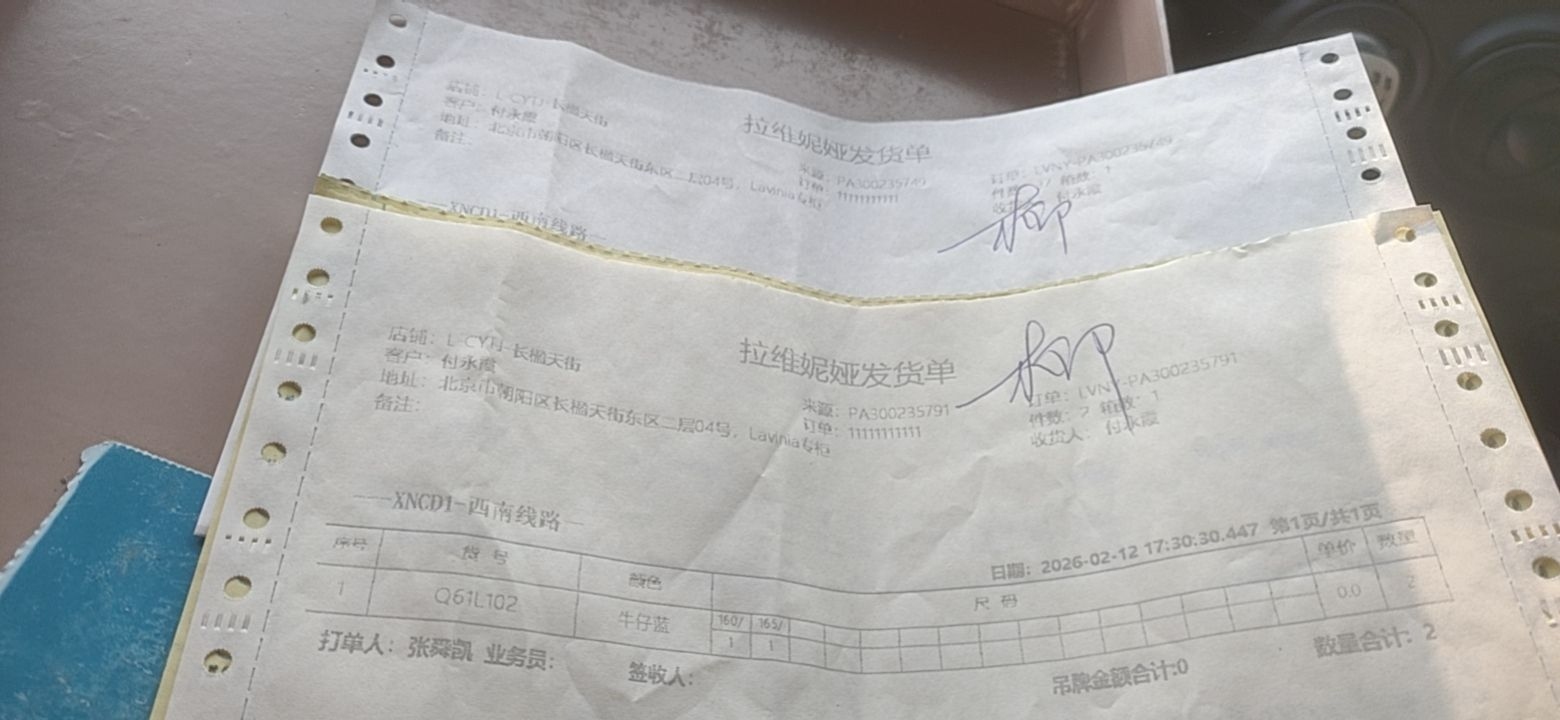 店铺：L-CYTJ-长楹天街
客户：付永霞
地址：北京市朝阳区长楹天街东区二层04号，Lavinia专柜
备注：
拉维妮娅发货单
来源：PA300235749
订单：11111111111
订单：LVNY-PA300235749
件数： 箱数：1
收货人：付永霞
柳
---XNCD1-西南线路—
店铺：L-CYTJ-长楹天街
客户：付永霞
地址：北京市朝阳区长楹天街东区二层04号，Lavinia专柜
备注：
拉维妮娅发货单
柳
来源：PA300235791
订单：11111111111
订单：LVNY-PA300235791
件数：2 箱数：1
收货人：付永霞
---XNCD1-西南线路—
日期：2026-02-12 17:30:30.447 第1页/共1页
序号 货 号 颜色 尺 码 单价 数量
1 Q61L102 牛仔蓝 160/ 165/ 0.0 2
1 1
打单人：张舜凯 业务员： 签收人： 吊牌金额合计:0 数量合计：2